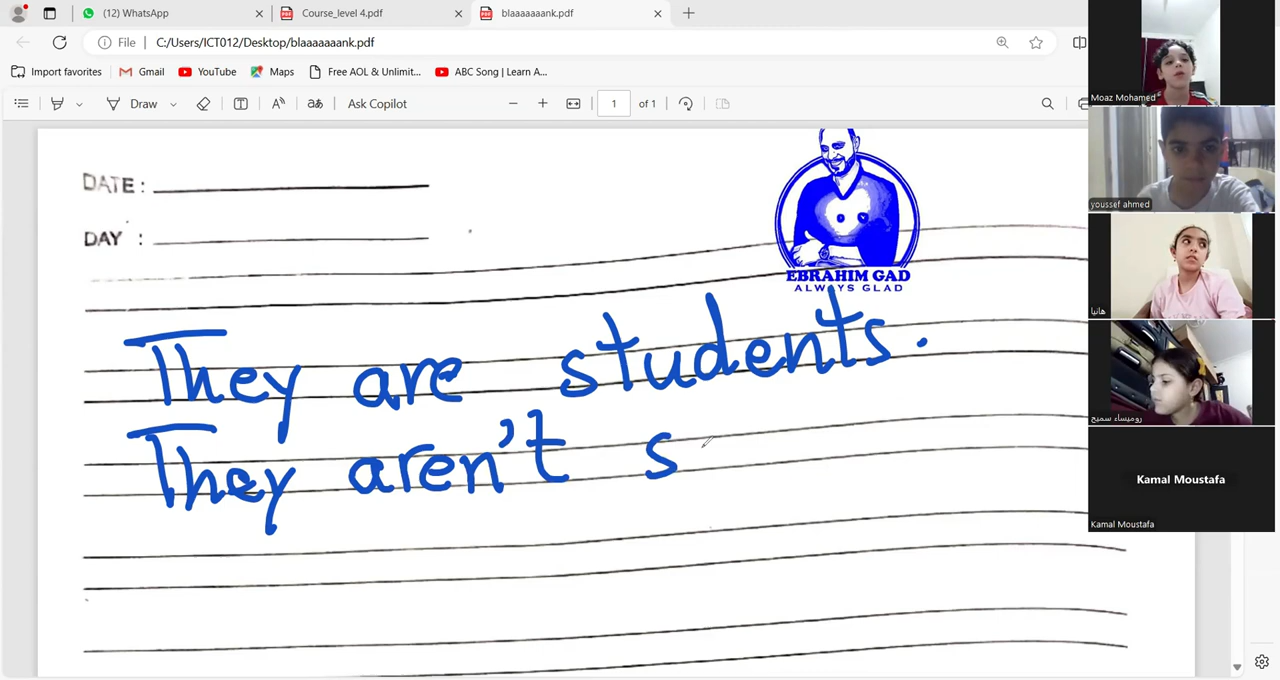 (12) WhatsApp
Course_level 4.pdf
blaaaaaaank.pdf
File
C:/Users/ICT012/Desktop/blaaaaaaank.pdf
Import favorites
Gmail
YouTube
Maps
Free AOL & Unlimit...
ABC Song | Learn A...
Draw
Ask Copilot
1 of 1
DATE:
DAY :
EBRAHIM GAD
ALWAYS GLAD
They are students.
They aren't s
Moaz Mohamed
youssef ahmed
هانيا
روميساء سميح
Kamal Moustafa
Kamal Moustafa